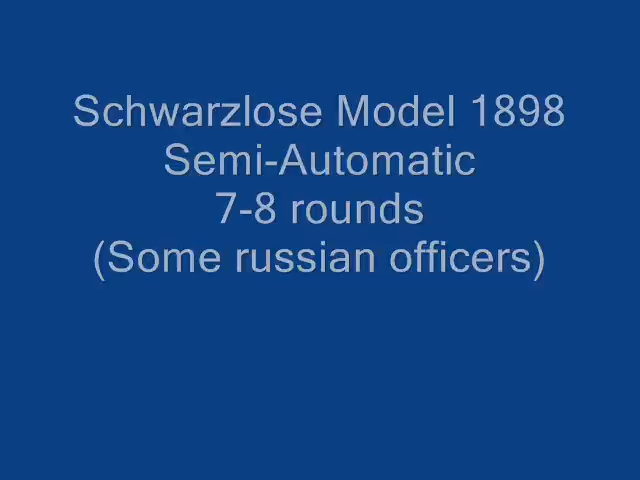 Schwarzlose Model 1898
Semi-Automatic
7-8 rounds
(Some russian officers)